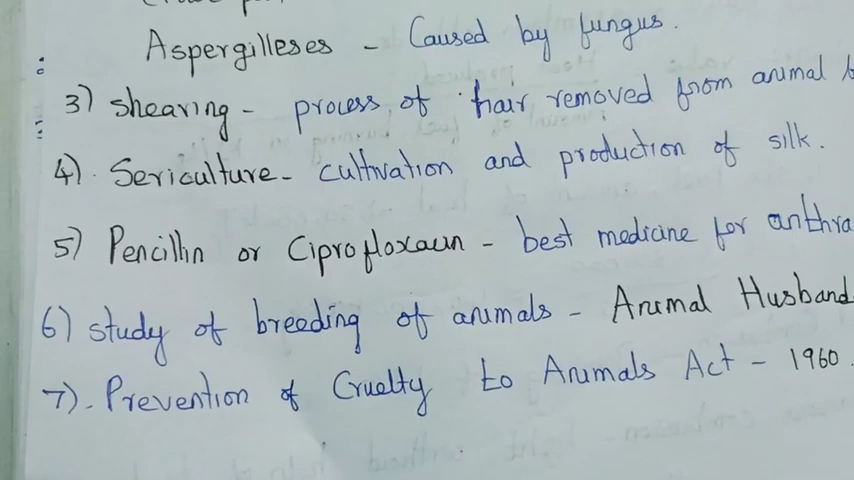 Aspergilleses - Caused by fungus.
3) Shearing - process of hair removed from animal
4). Sericulture - cultivation and production of silk.
5) Pencillin or Ciprofloxacin - best medicine for anthra
6) study of breeding of animals - Animal Husband
7). Prevention of Cruelty to Animals Act - 1960.